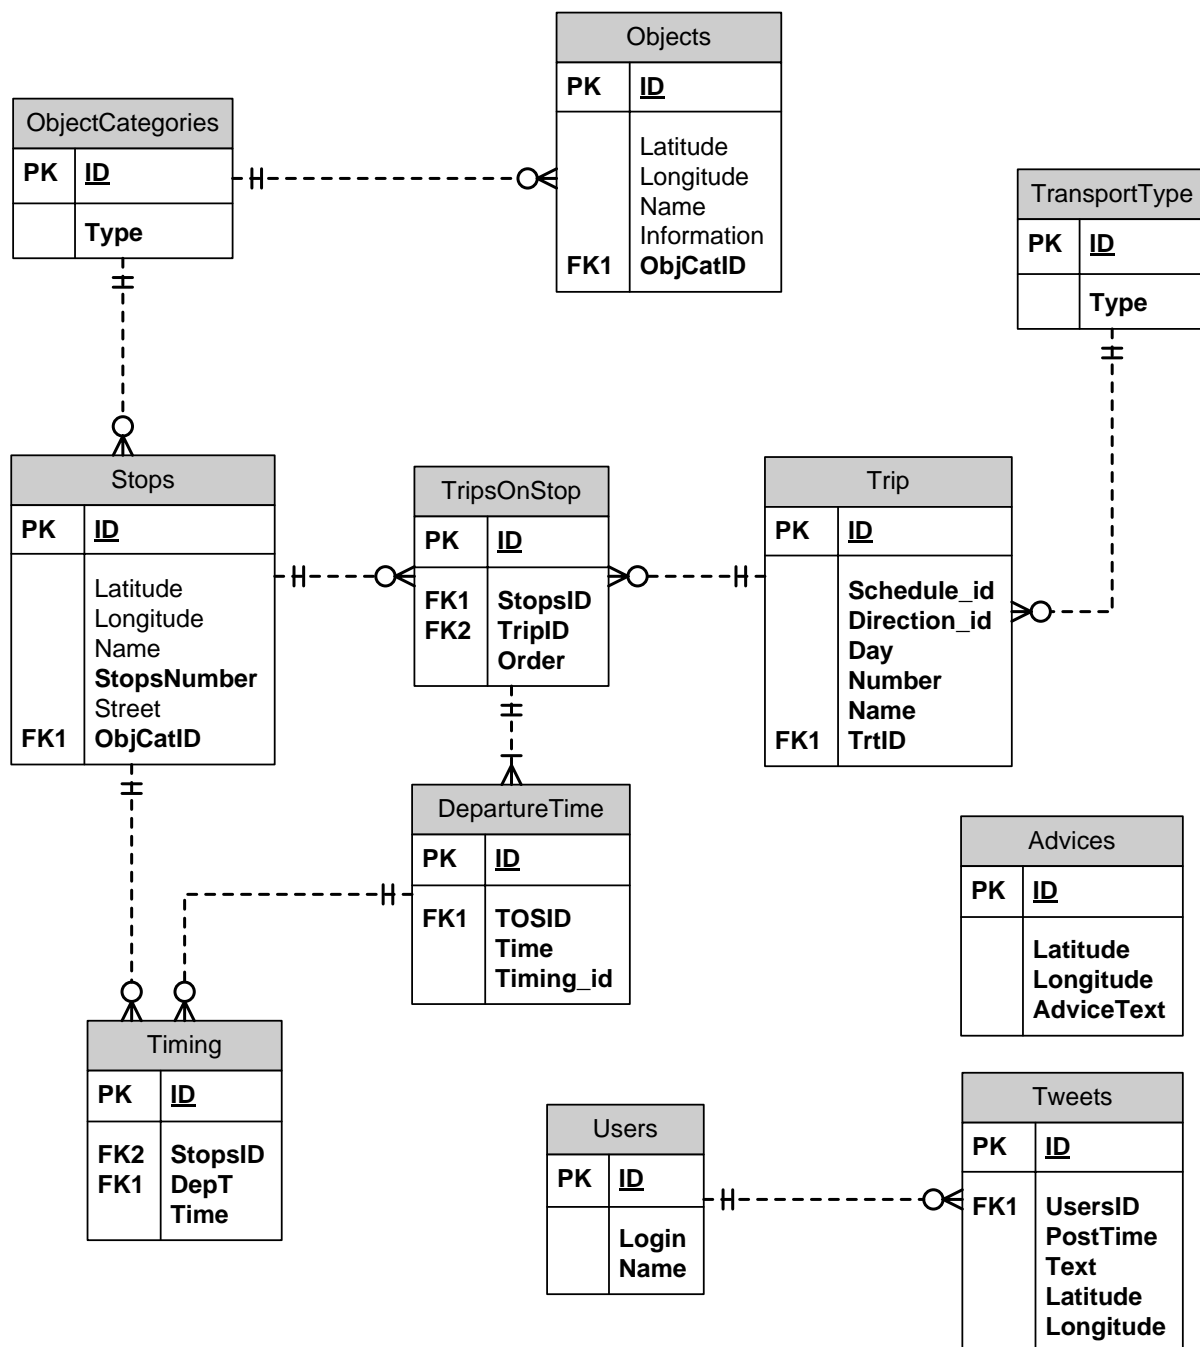 Objects
PK ID
Latitude
Longitude
Name
Information
FK1 ObjCatID
ObjectCategories
PK ID
Type
TransportType
PK ID
Type
Stops
PK ID
Latitude
Longitude
Name
StopsNumber
Street
FK1 ObjCatID
TripsOnStop
PK ID
FK1 StopsID
FK2 TripID
Order
Trip
PK ID
Schedule_id
Direction_id
Day
Number
Name
FK1 TrtID
DepartureTime
PK ID
FK1 TOSID
Time
Timing_id
Advices
PK ID
Latitude
Longitude
AdviceText
Timing
PK ID
FK2 StopsID
FK1 DepT
Time
Users
PK ID
Login
Name
Tweets
PK ID
FK1 UsersID
PostTime
Text
Latitude
Longitude